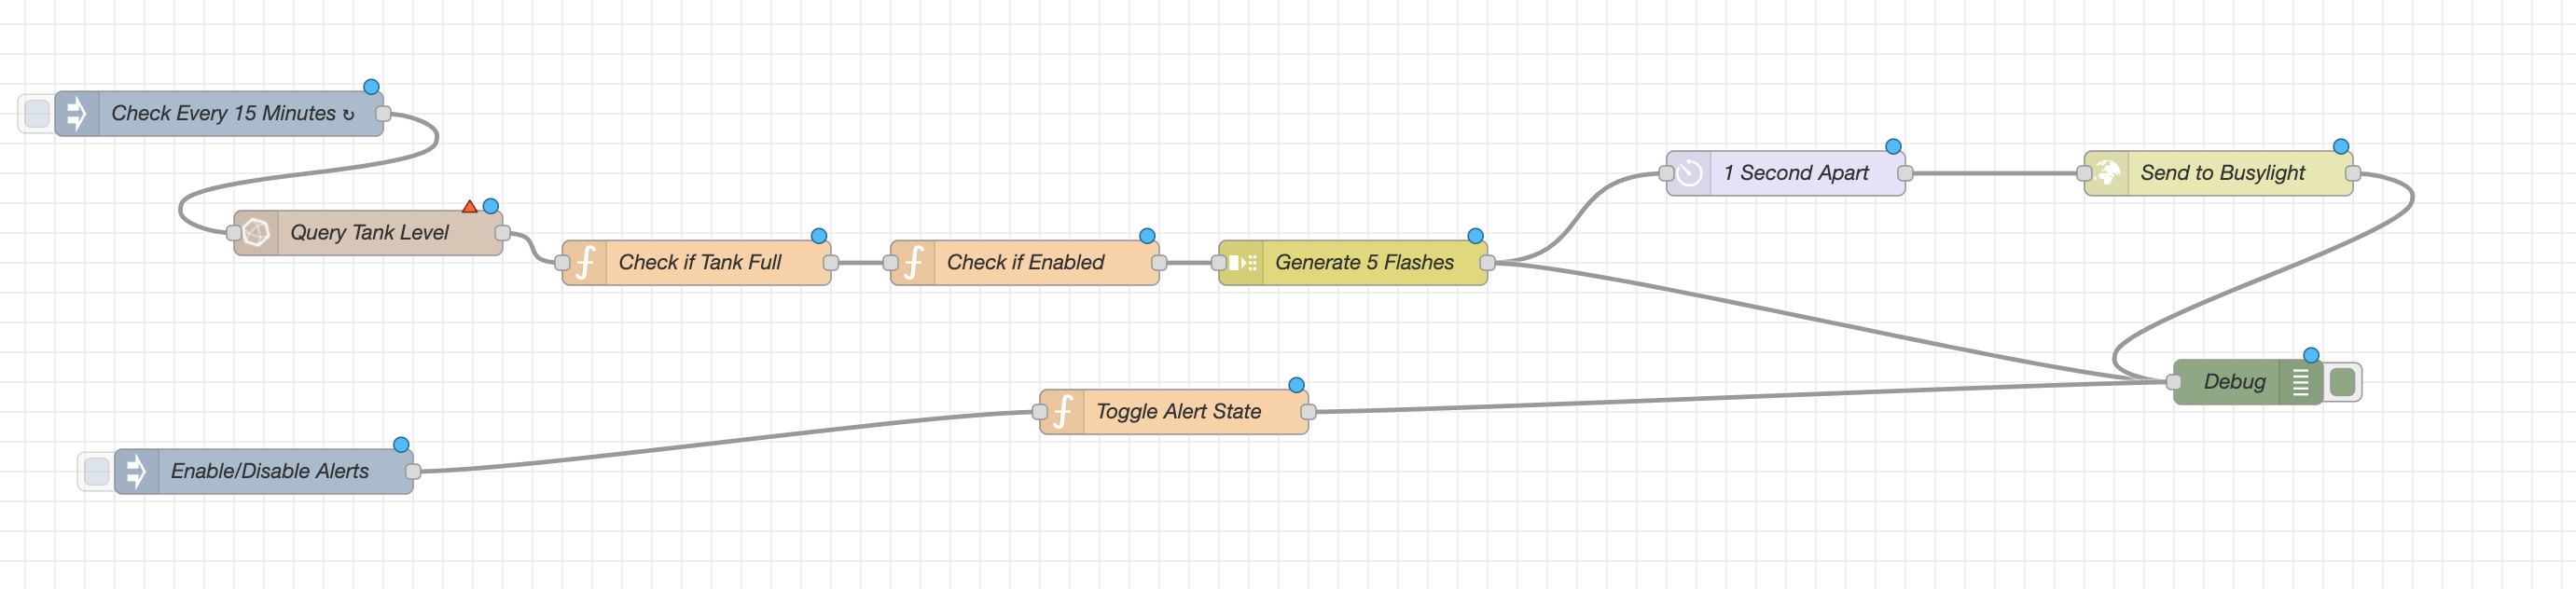 Check Every 15 Minutes ↻
Query Tank Level
Check if Tank Full
Check if Enabled
Generate 5 Flashes
1 Second Apart
Send to Busylight
Debug
Toggle Alert State
Enable/Disable Alerts